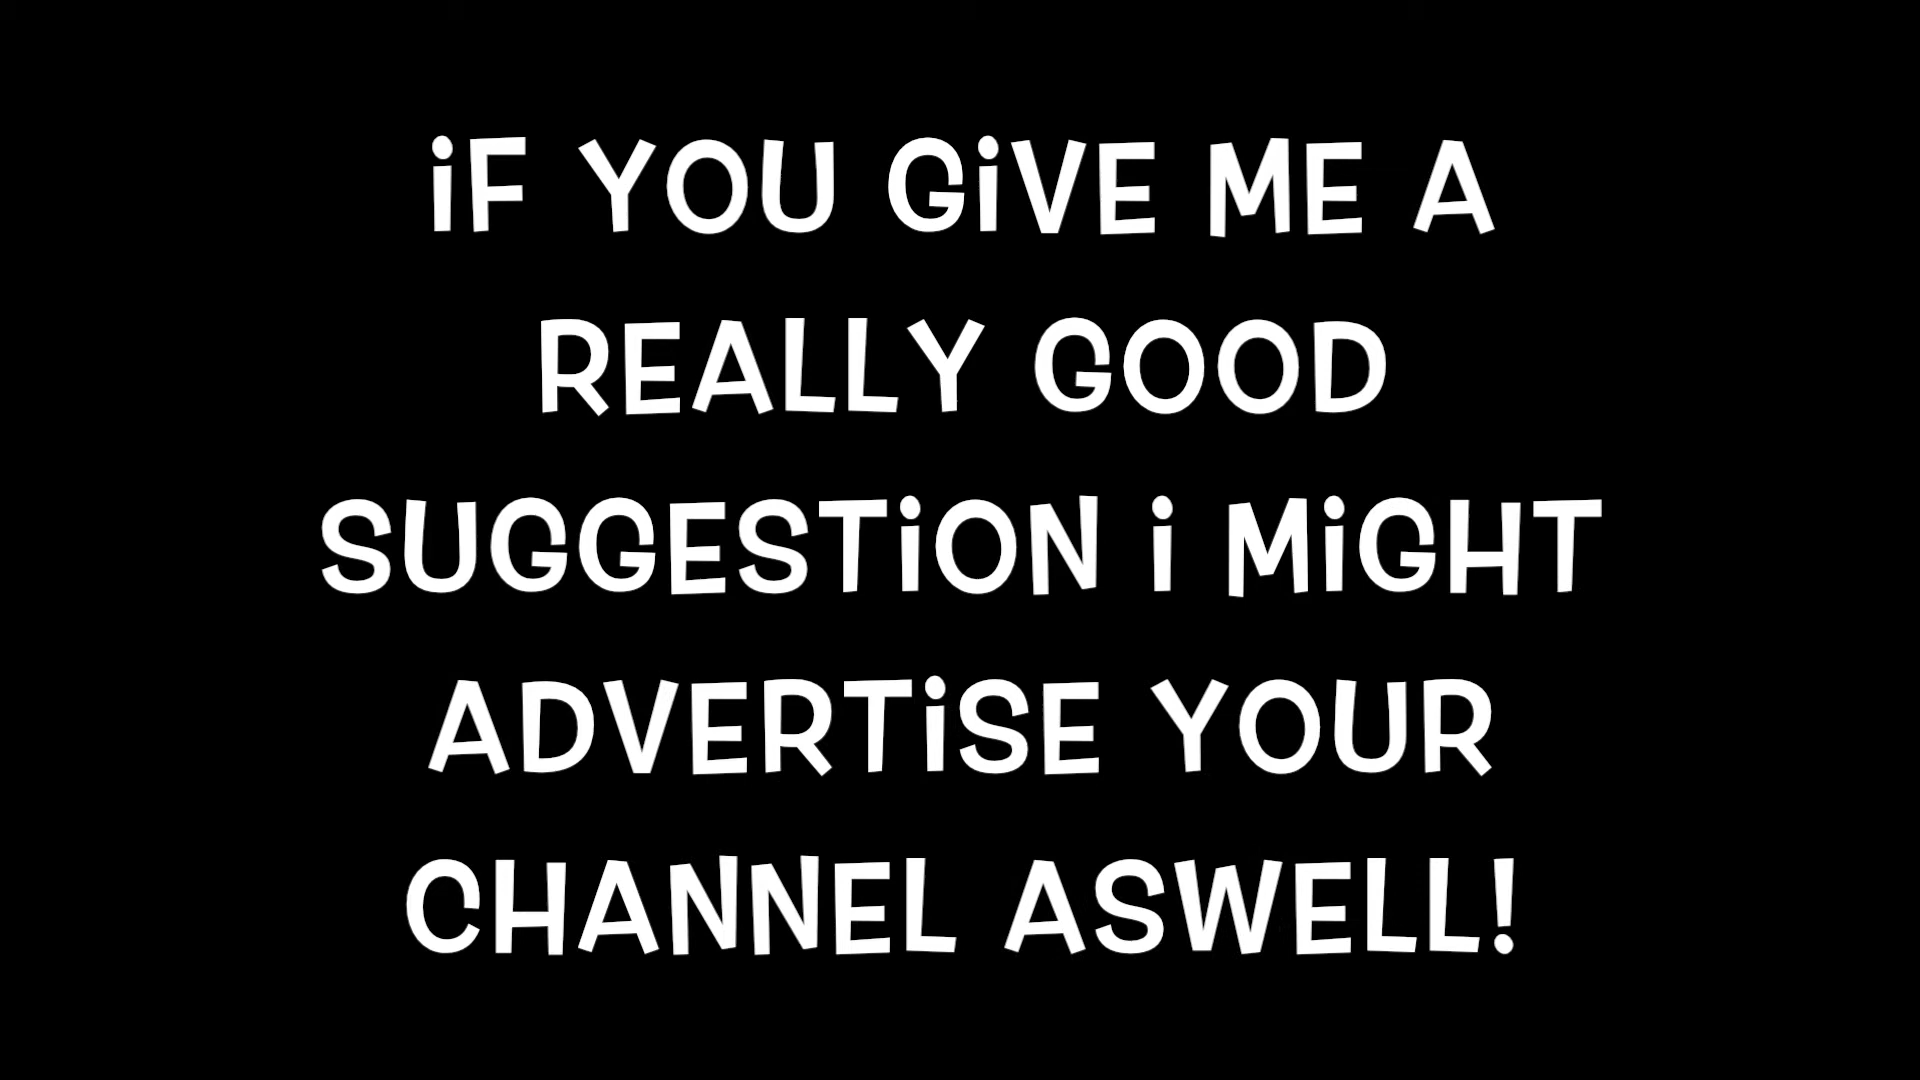 iF YOU GiVE ME A
REALLY GOOD
SUGGESTiON i MiGHT
ADVERTiSE YOUR
CHANNEL ASWELL!